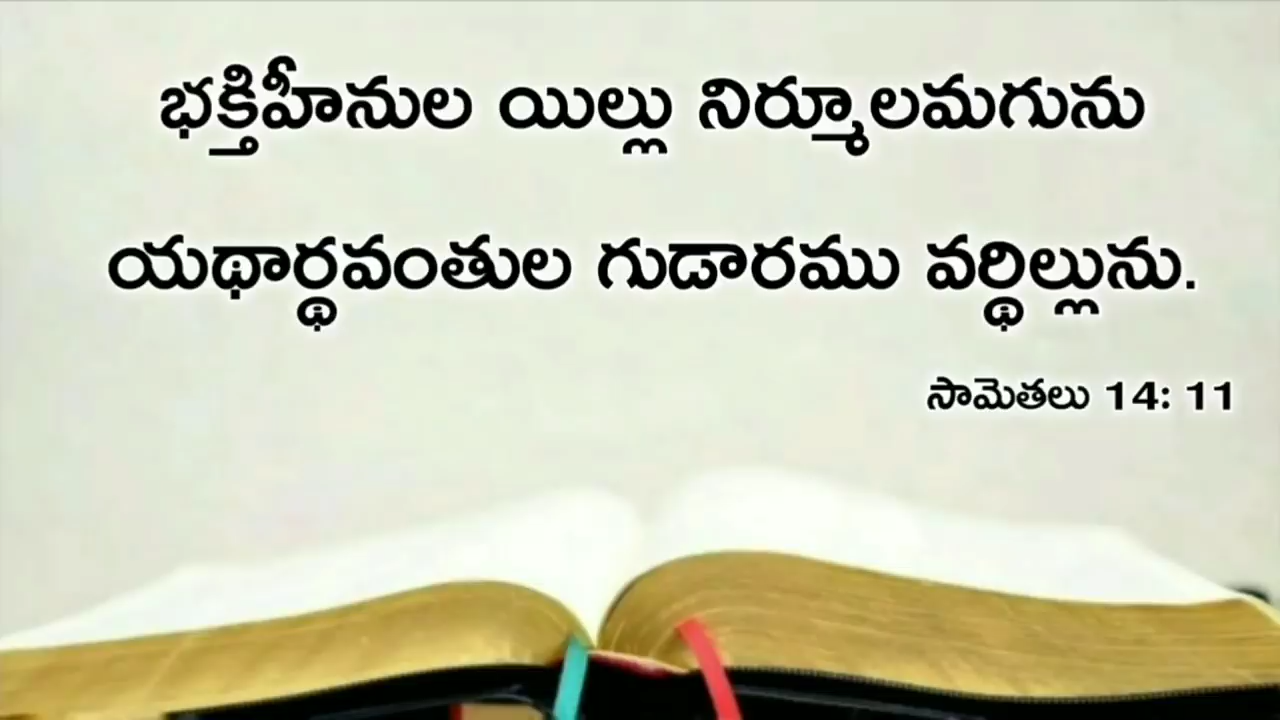 భక్తిహీనుల యిల్లు నిర్మూలమగును
యథార్థవంతుల గుడారము వర్ధిల్లును.
సామెతలు 14: 11